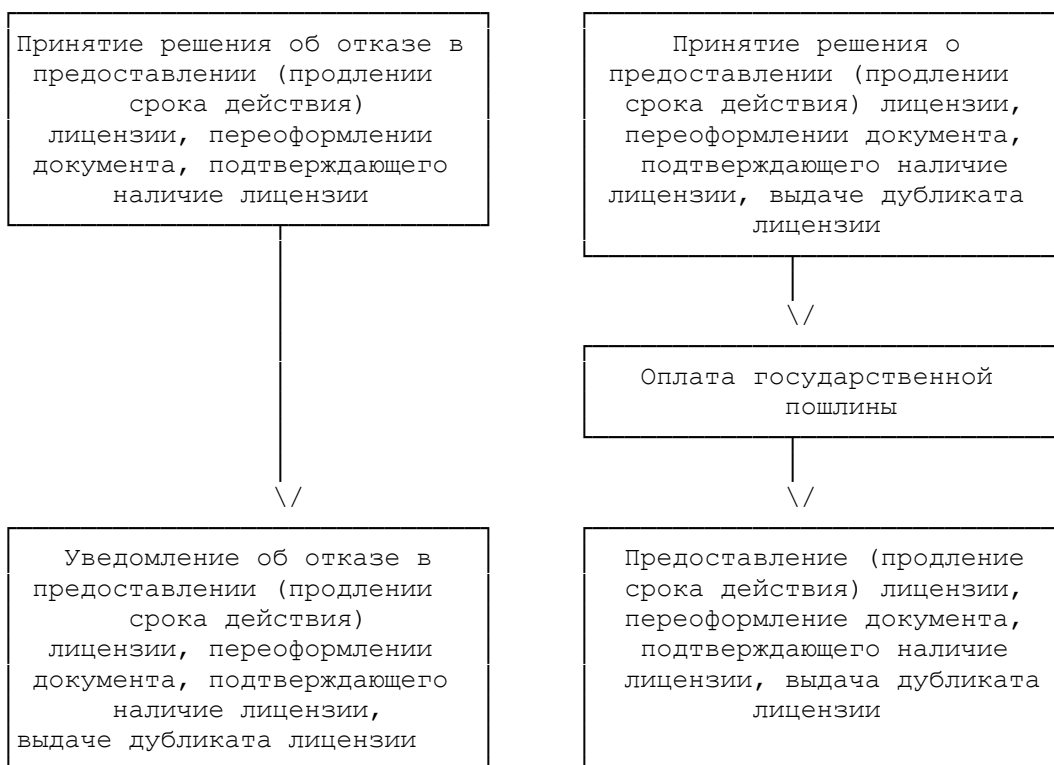 Принятие решения об отказе в
предоставлении (продлении
срока действия)
лицензии, переоформлении
документа, подтверждающего
наличие лицензии
Принятие решения о
предоставлении (продлении
срока действия) лицензии,
переоформлении документа,
подтверждающего наличие
лицензии, выдаче дубликата
лицензии
\/
Оплата государственной
пошлины
\/
\/
Уведомление об отказе в
предоставлении (продлении
срока действия)
лицензии, переоформлении
документа, подтверждающего
наличие лицензии,
выдаче дубликата лицензии
Предоставление (продление
срока действия) лицензии,
переоформление документа,
подтверждающего наличие
лицензии, выдача дубликата
лицензии